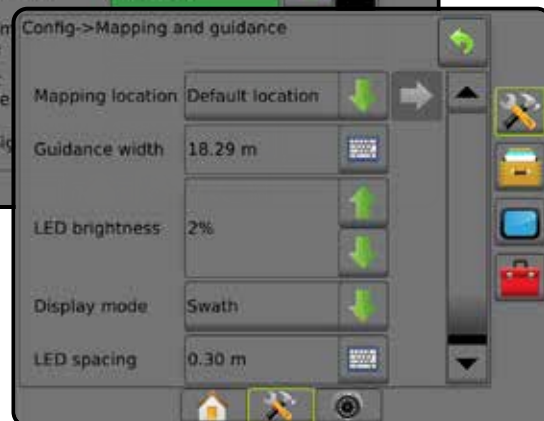 Config->Mapping and guidance
Mapping location Default location
Guidance width 18.29 m
LED brightness 2%
Display mode Swath
LED spacing 0.30 m